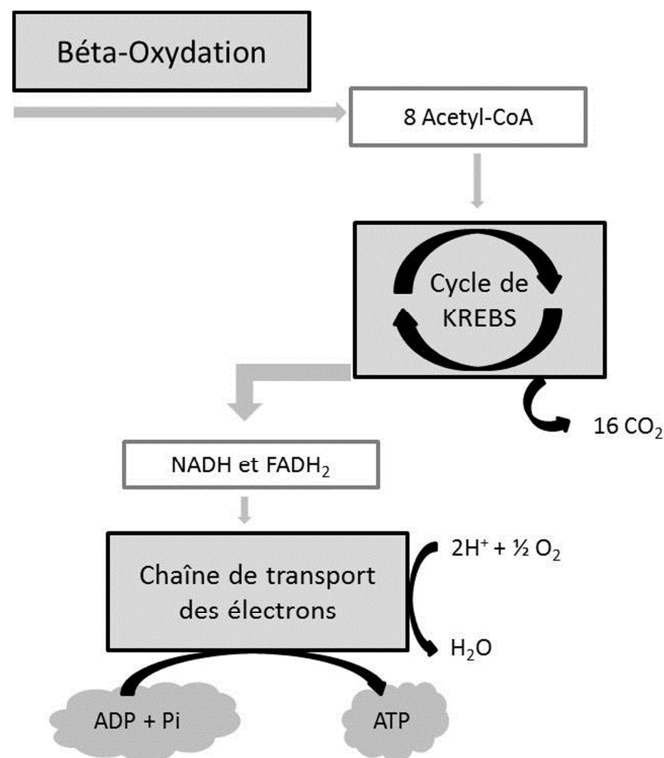 Béta-Oxydation
8 Acetyl-CoA
Cycle de
KREBS
16 CO₂
NADH et FADH₂
2H⁺ + ½ O₂
Chaîne de transport
des électrons
H₂O
ADP + Pi
ATP